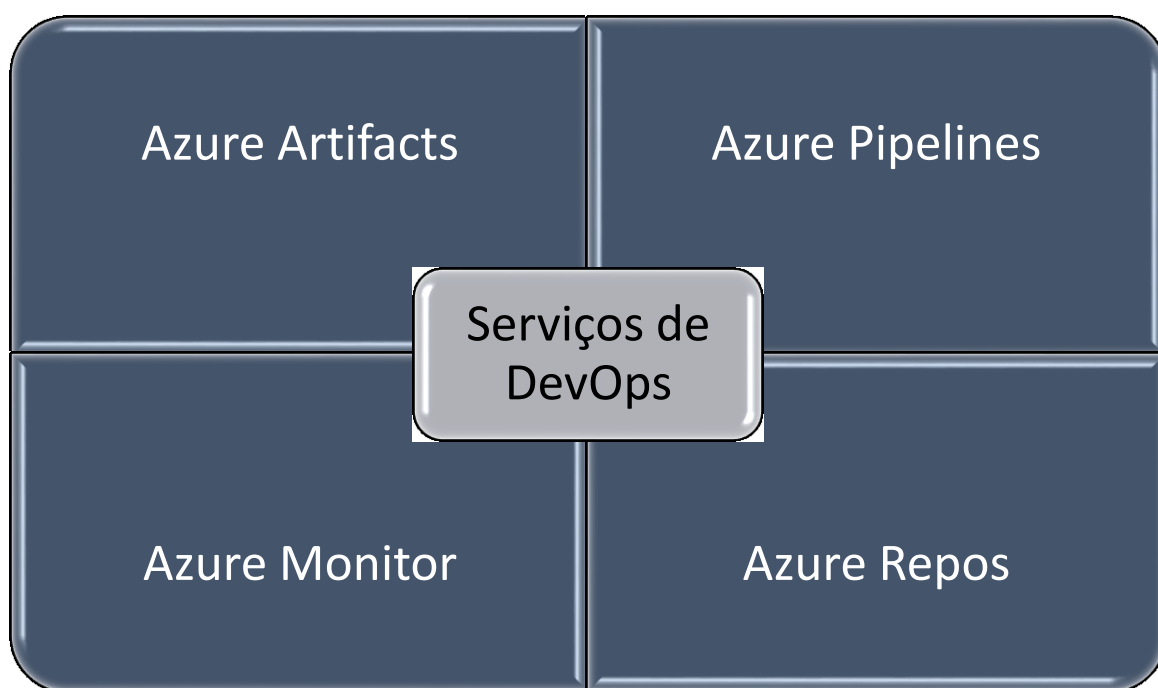 Azure Artifacts
Azure Pipelines
Serviços de
DevOps
Azure Monitor
Azure Repos